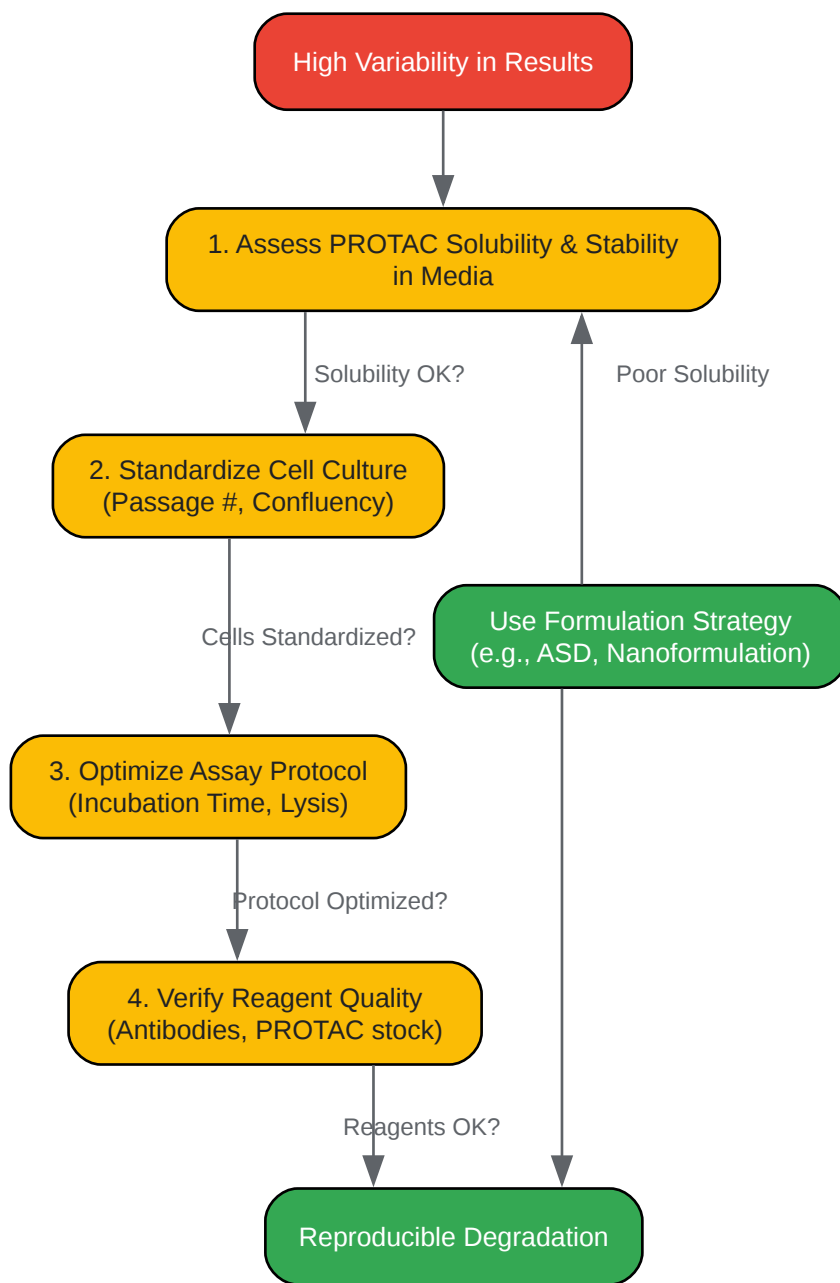 High Variability in Results
1. Assess PROTAC Solubility & Stability
in Media
Solubility OK?
Poor Solubility
2. Standardize Cell Culture
(Passage #, Confluency)
Cells Standardized?
Use Formulation Strategy
(e.g., ASD, Nanoformulation)
3. Optimize Assay Protocol
(Incubation Time, Lysis)
Protocol Optimized?
4. Verify Reagent Quality
(Antibodies, PROTAC stock)
Reagents OK?
Reproducible Degradation